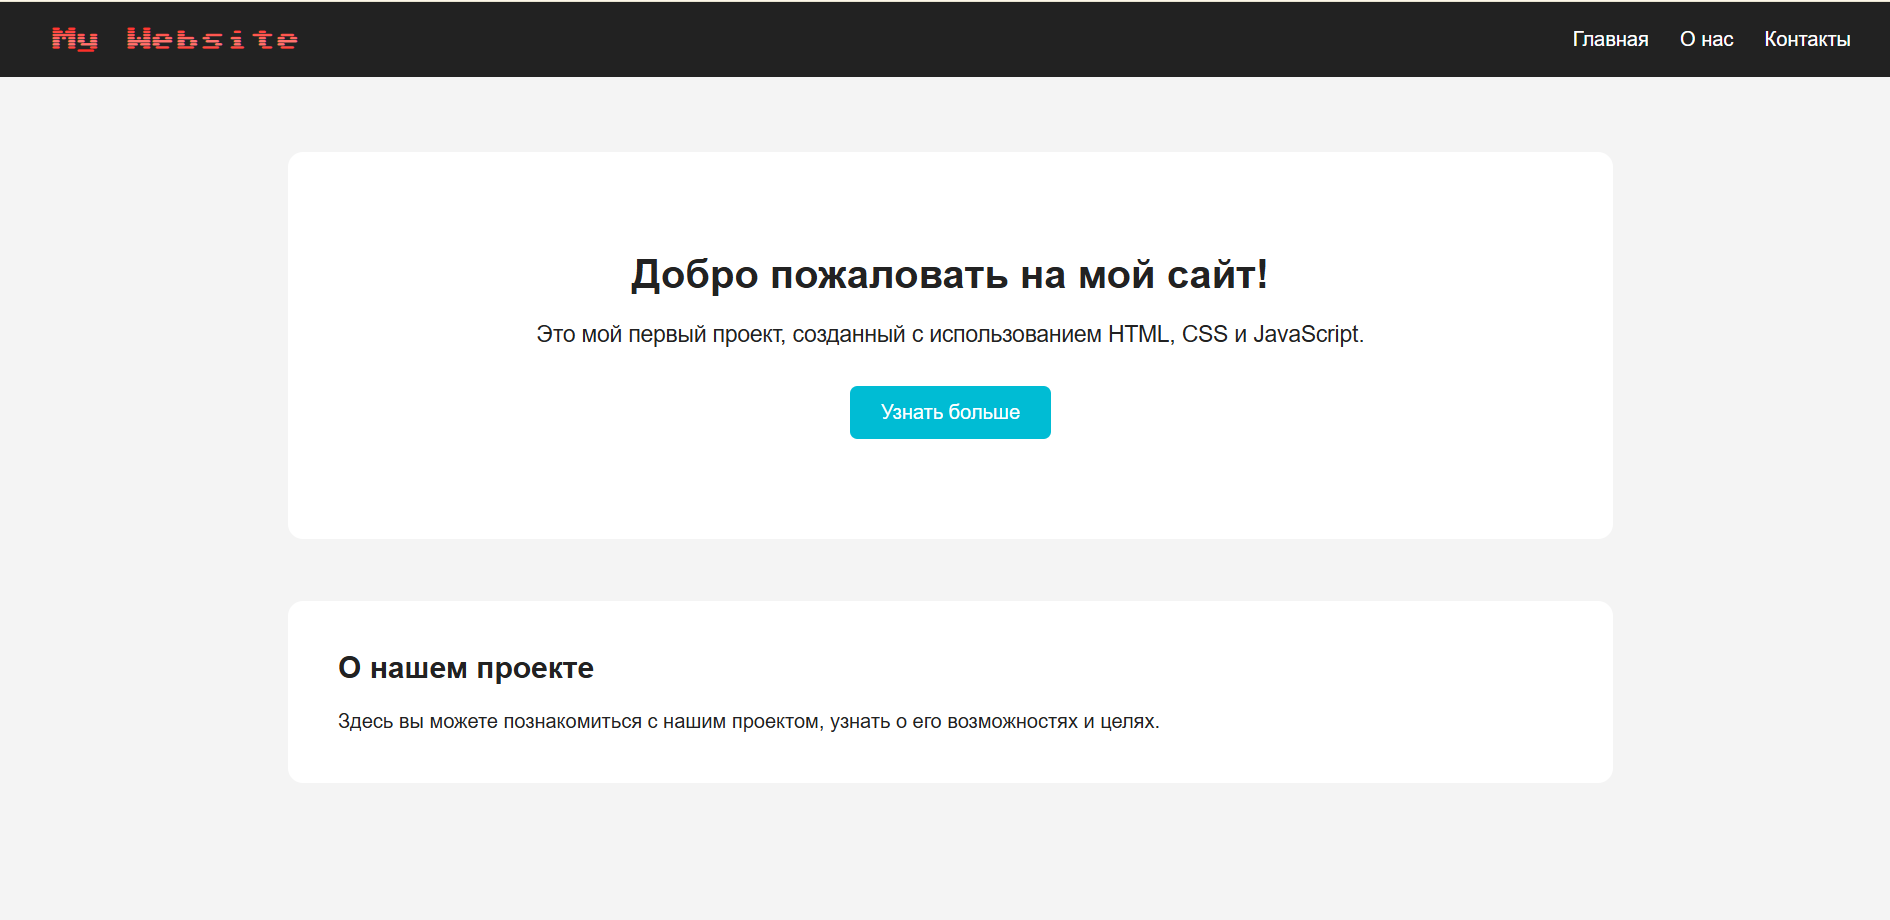 My Website
Главная О нас Контакты
Добро пожаловать на мой сайт!
Это мой первый проект, созданный с использованием HTML, CSS и JavaScript.
Узнать больше
О нашем проекте
Здесь вы можете познакомиться с нашим проектом, узнать о его возможностях и целях.